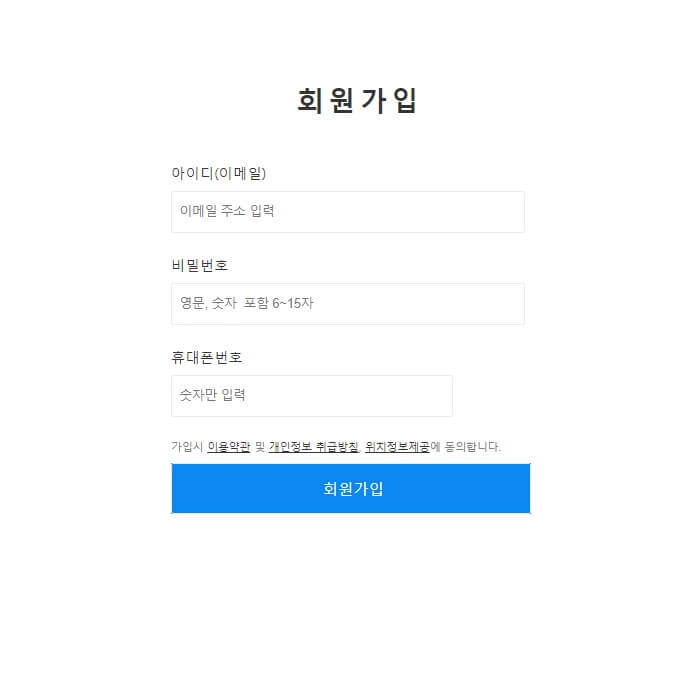 회원가입
아이디(이메일)
이메일 주소 입력
비밀번호
영문, 숫자 포함 6~15자
휴대폰번호
숫자만 입력
가입시 이용약관 및 개인정보 취급방침, 위치정보제공에 동의합니다.
회원가입